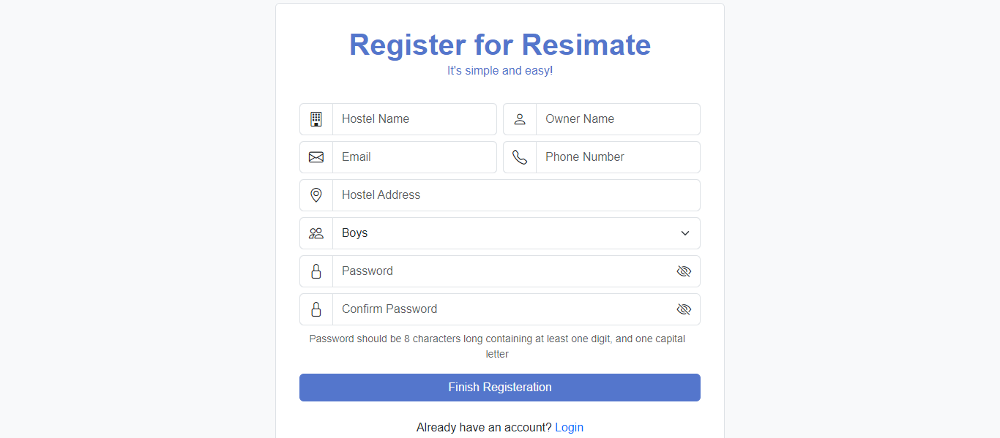 Register for Resimate
It's simple and easy!
Hostel Name
Owner Name
Email
Phone Number
Hostel Address
Boys
Password
Confirm Password
Password should be 8 characters long containing at least one digit, and one capital
letter
Finish Registeration
Already have an account? Login